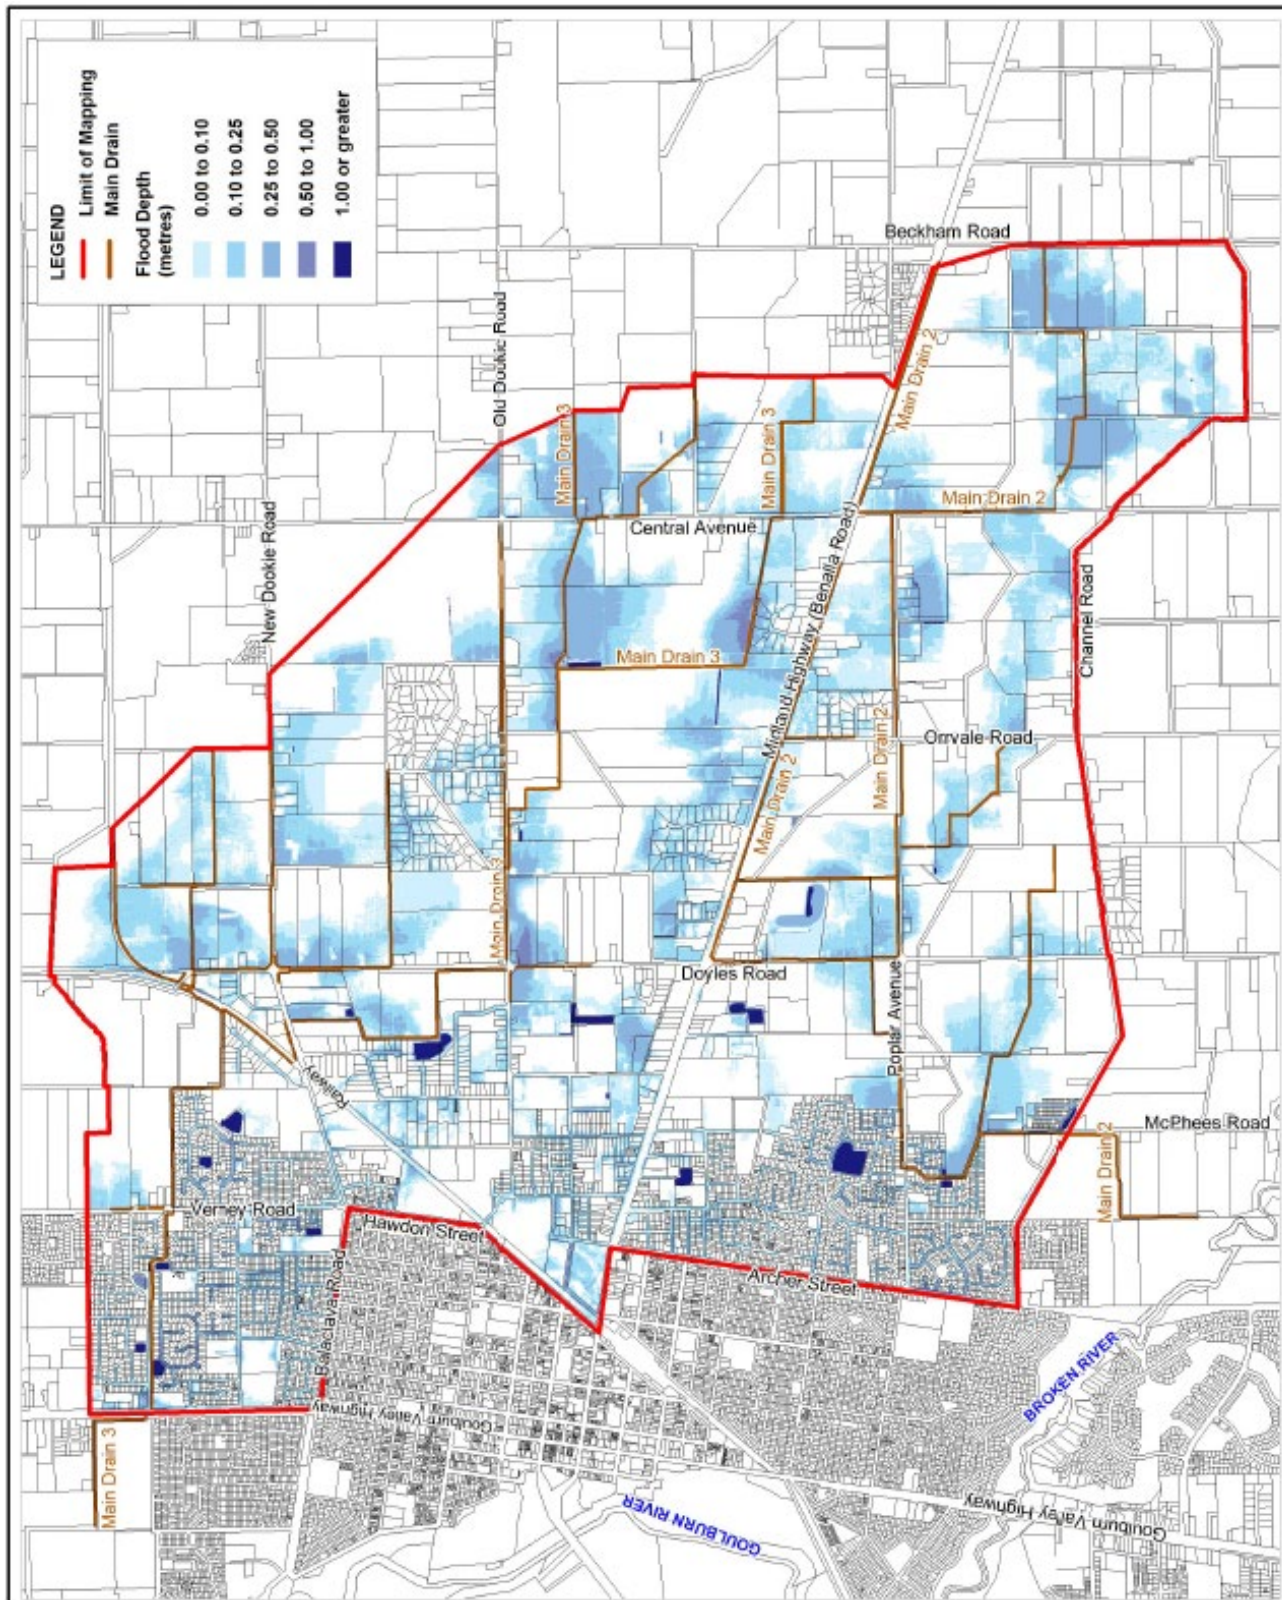 LEGEND
Limit of Mapping
Main Drain
Flood Depth
(metres)
0.00 to 0.10
0.10 to 0.25
0.25 to 0.50
0.50 to 1.00
1.00 or greater
Beckham Road
Old Dookie Road
New Dookie Road
Main Drain 2
Main Drain 3
Main Drain 3
Main Drain 2
Central Avenue
Midland Highway (Benalla Road)
Channel Road
Main Drain 3
Orrvale Road
Main Drain 2
Main Drain 2
Main Drain 3
Doyles Road
Poplar Avenue
Railway
McPhees Road
Main Drain 2
Verney Road
Hawdon Street
Balaclava Road
Archer Street
BROKEN RIVER
Goulburn Valley Highway
Main Drain 3
GOULBURN RIVER
Goulburn Valley Highway